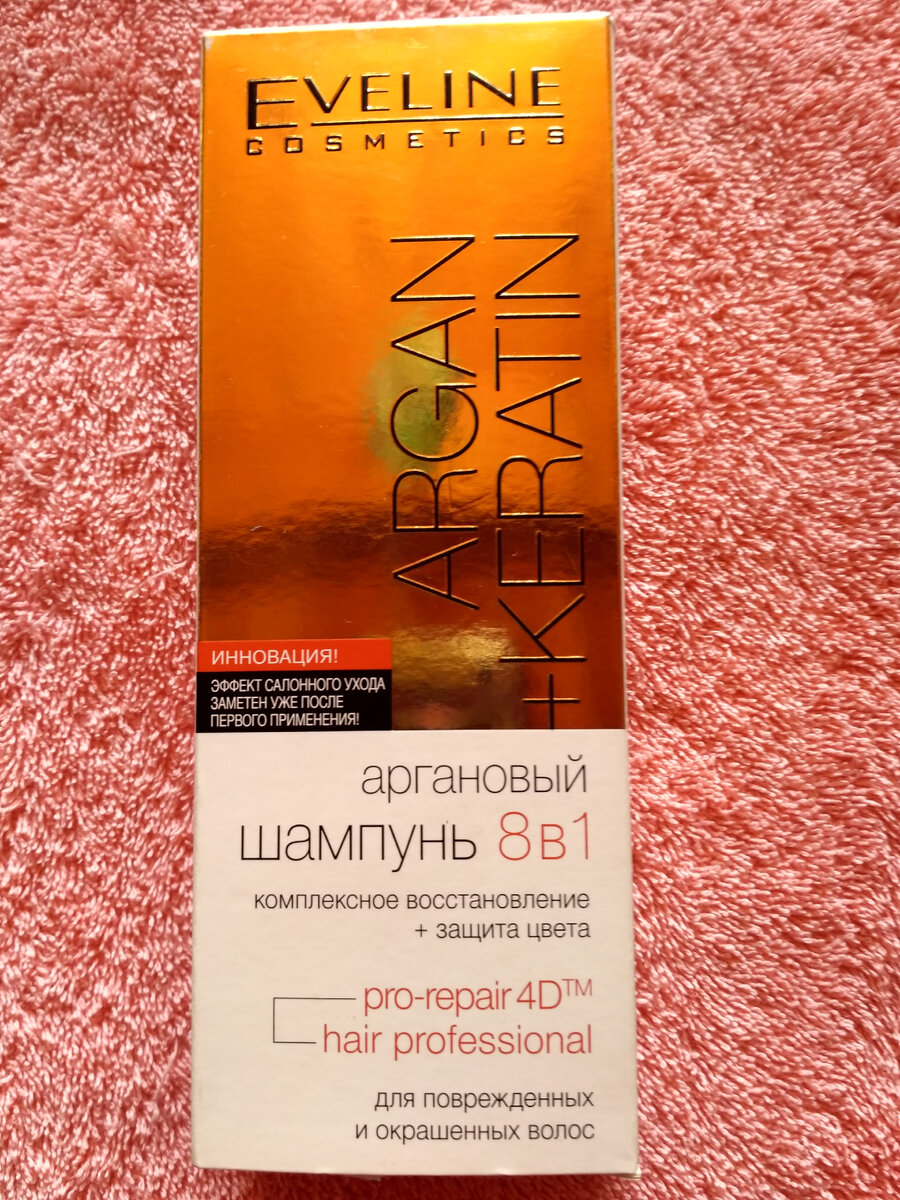 EVELINE
COSMETICS
ARGAN
+KERATIN
ИННОВАЦИЯ!
ЭФФЕКТ САЛОННОГО УХОДА
ЗАМЕТЕН УЖЕ ПОСЛЕ
ПЕРВОГО ПРИМЕНЕНИЯ!
аргановый
шампунь 8в1
комплексное восстановление
+ защита цвета
pro-repair 4D™
hair professional
для поврежденных
и окрашенных волос